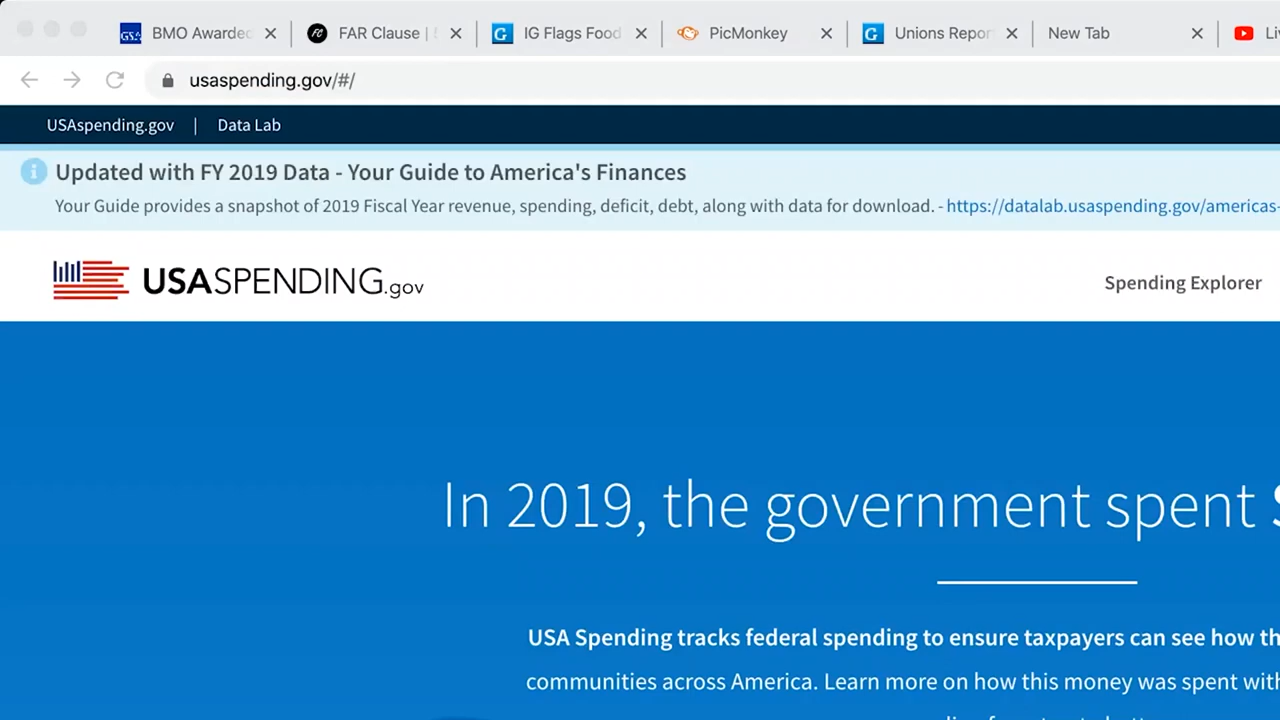 BMO Awarded
FAR Clause |
IG Flags Food
PicMonkey
Unions Repor
New Tab
usaspending.gov/#/
USAspending.gov | Data Lab
Updated with FY 2019 Data - Your Guide to America's Finances
Your Guide provides a snapshot of 2019 Fiscal Year revenue, spending, deficit, debt, along with data for download. - https://datalab.usaspending.gov/americas-
USASPENDING.gov
Spending Explorer
In 2019, the government spent
USA Spending tracks federal spending to ensure taxpayers can see how
communities across America. Learn more on how this money was spent with